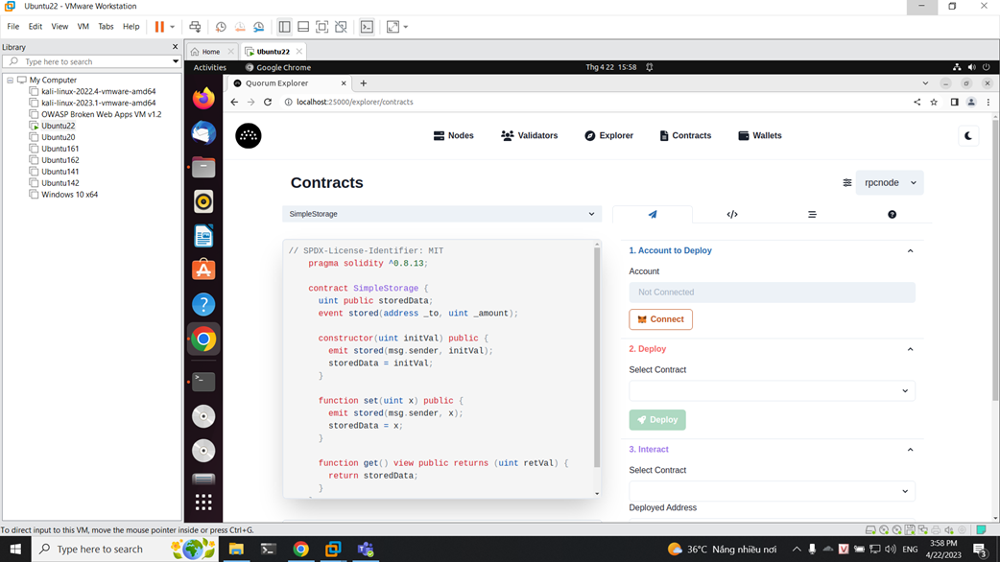 Ubuntu22 - VMware Workstation
File Edit View VM Tabs Help
Library
Type here to search
My Computer
kali-linux-2022.4-vmware-amd64
kali-linux-2023.1-vmware-amd64
OWASP Broken Web Apps VM v1.2
Ubuntu22
Ubuntu20
Ubuntu161
Ubuntu162
Ubuntu141
Ubuntu142
Windows 10 x64
Home Ubuntu22
Activities Google Chrome Thg 4 22 15:58
Quorum Explorer
localhost:25000/explorer/contracts
Nodes Validators Explorer Contracts Wallets
Contracts
rpcnode
SimpleStorage
// SPDX-License-Identifier: MIT
pragma solidity ^0.8.13;
contract SimpleStorage {
uint public storedData;
event stored(address _to, uint _amount);
constructor(uint initVal) public {
emit stored(msg.sender, initVal);
storedData = initVal;
}
function set(uint x) public {
emit stored(msg.sender, x);
storedData = x;
}
function get() view public returns (uint retVal) {
return storedData;
}
1. Account to Deploy
Account
Not Connected
Connect
2. Deploy
Select Contract
Deploy
3. Interact
Select Contract
Deployed Address
To direct input to this VM, move the mouse pointer inside or press Ctrl+G.
Type here to search
36°C Nắng nhiều nơi
ENG
3:58 PM
4/22/2023
3